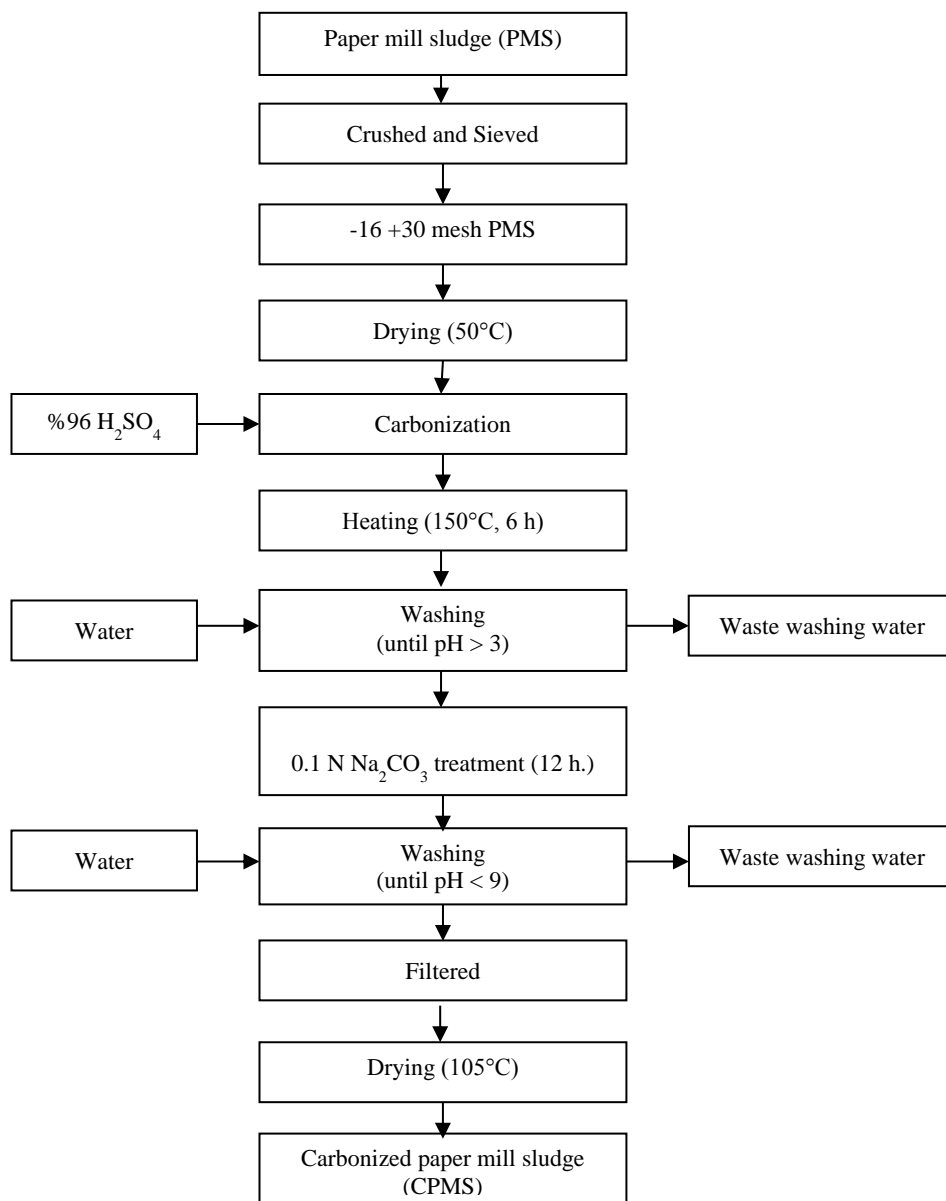 Paper mill sludge (PMS)
Crushed and Sieved
-16 +30 mesh PMS
Drying (50°C)
%96 H₂SO₄
Carbonization
Heating (150°C, 6 h)
Water
Washing
(until pH > 3)
Waste washing water
0.1 N Na₂CO₃ treatment (12 h.)
Water
Washing
(until pH < 9)
Waste washing water
Filtered
Drying (105°C)
Carbonized paper mill sludge
(CPMS)